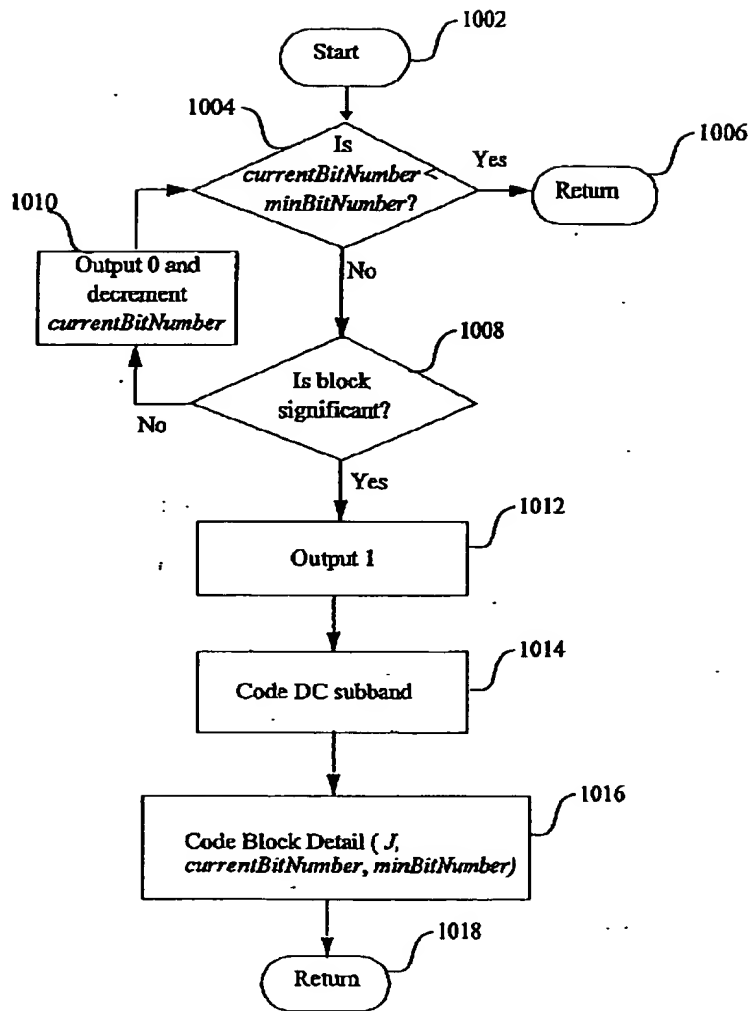 1002
Start
1004
Is
currentBitNumber <
minBitNumber?
Yes
1006
Return
1010
Output 0 and
decrement
currentBitNumber
No
1008
Is block
significant?
No
Yes
1012
Output 1
1014
Code DC subband
1016
Code Block Detail ( J,
currentBitNumber, minBitNumber)
1018
Return